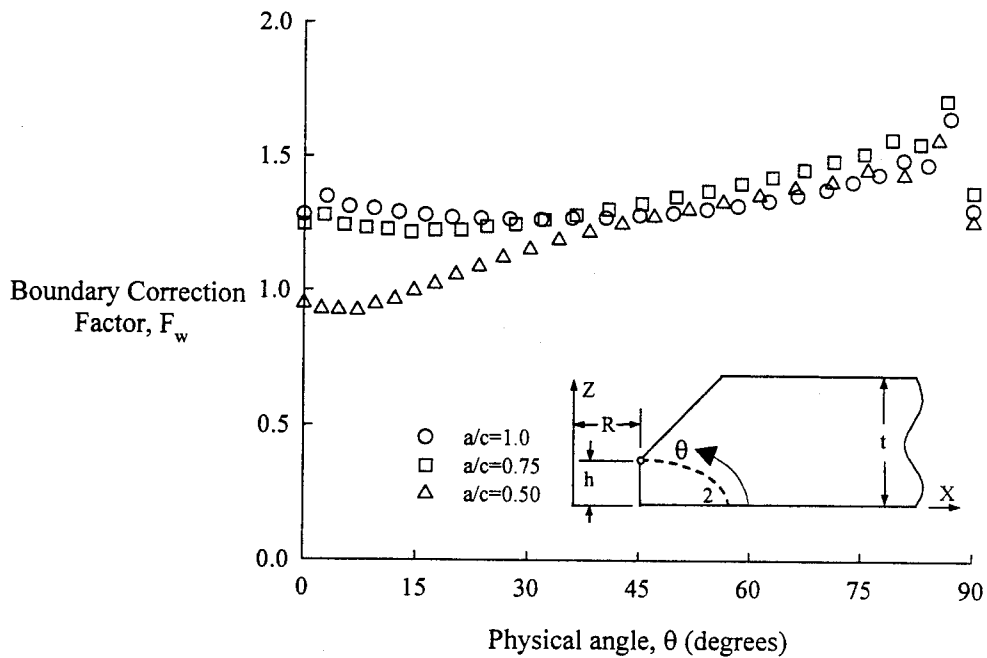 2.0
1.5
1.0
0.5
0.0
Boundary Correction
Factor, F_w
a/c=1.0
a/c=0.75
a/c=0.50
Z
R
h
θ
2
t
X
0 15 30 45 60 75 90
Physical angle, θ (degrees)